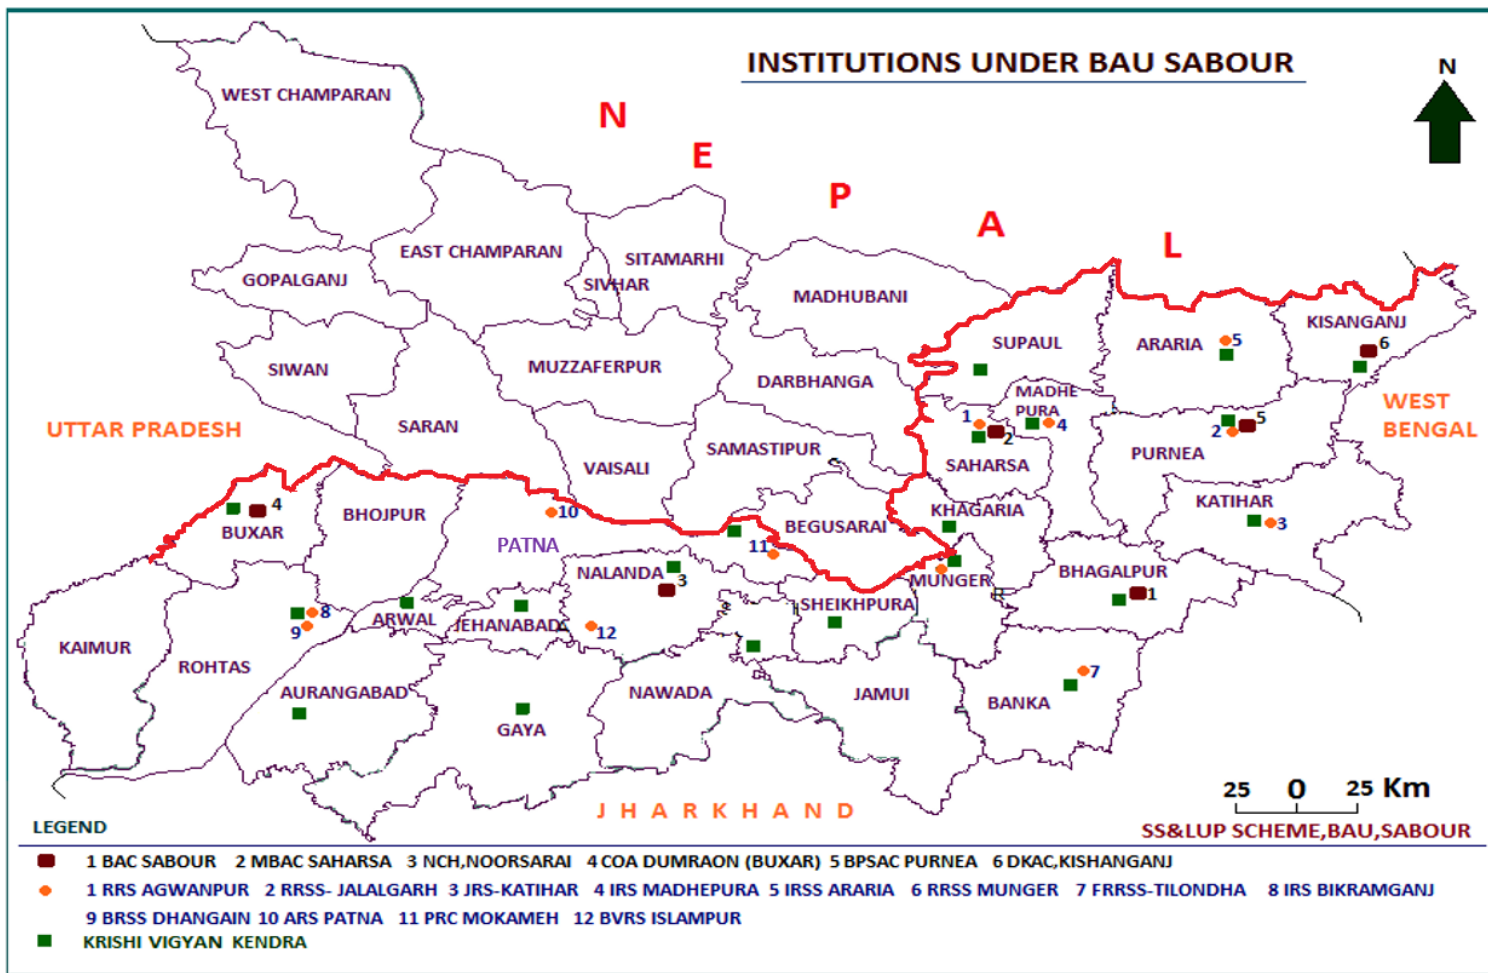 INSTITUTIONS UNDER BAU SABOUR
N
WEST CHAMPARAN
N
E
P
A
L
EAST CHAMPARAN
SITAMARHI
GOPALGANJ
SIVHAR
MADHUBANI
KISANGANJ
6
SUPAUL
ARARIA
5
SIWAN
MUZZAFERPUR
DARBHANGA
MADHE
PURA
WEST
BENGAL
UTTAR PRADESH
SARAN
1
2
4
2
5
SAMASTIPUR
VAISALI
SAHARSA
PURNEA
4
BUXAR
BHOJPUR
10
PATNA
11
BEGUSARAI
KHAGARIA
KATIHAR
3
NALANDA
3
MUNGER
BHAGALPUR
1
8
9
ARWAL
JEHANABAD
12
SHEIKHPURA
KAIMUR
ROHTAS
AURANGABAD
GAYA
NAWADA
JAMUI
BANKA
7
JHARKHAND
25 0 25 Km
LEGEND
SS&LUP SCHEME,BAU,SABOUR
1 BAC SABOUR 2 MBAC SAHARSA 3 NCH,NOORSARAI 4 COA DUMRAON (BUXAR) 5 BPSAC PURNEA 6 DKAC,KISHANGANJ
1 RRS AGWANPUR 2 RRSS- JALALGARH 3 JRS-KATIHAR 4 IRS MADHEPURA 5 IRSS ARARIA 6 RRSS MUNGER 7 FRRSS-TILONDHA 8 IRS BIKRAMGANJ
9 BRSS DHANGAIN 10 ARS PATNA 11 PRC MOKAMEH 12 BVRS ISLAMPUR
KRISHI VIGYAN KENDRA